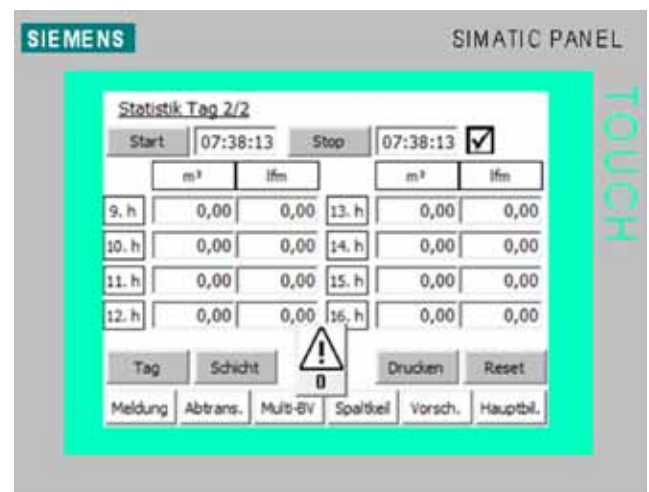 SIEMENS SIMATIC PANEL
TOUCH
Statistik Tag 2/2
Start 07:38:13 Stop 07:38:13
m³ lfm m³ lfm
9. h 0,00 0,00 13. h 0,00 0,00
10. h 0,00 0,00 14. h 0,00 0,00
11. h 0,00 0,00 15. h 0,00 0,00
12. h 0,00 0,00 16. h 0,00 0,00
!
0
Tag Schicht Drucken Reset
Meldung Abtrans. Multi-BV Spaltkeil Vorsch. Hauptbil.